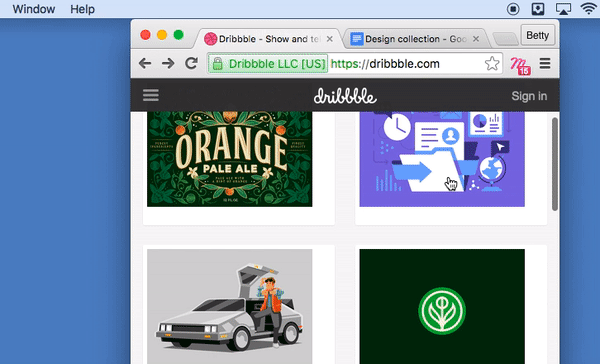 Window Help
Dribbble - Show and te
Design collection - Goo
Betty
Dribbble LLC [US] https://dribbble.com
15
dribbble
Sign in
ORANGE
PALE ALE